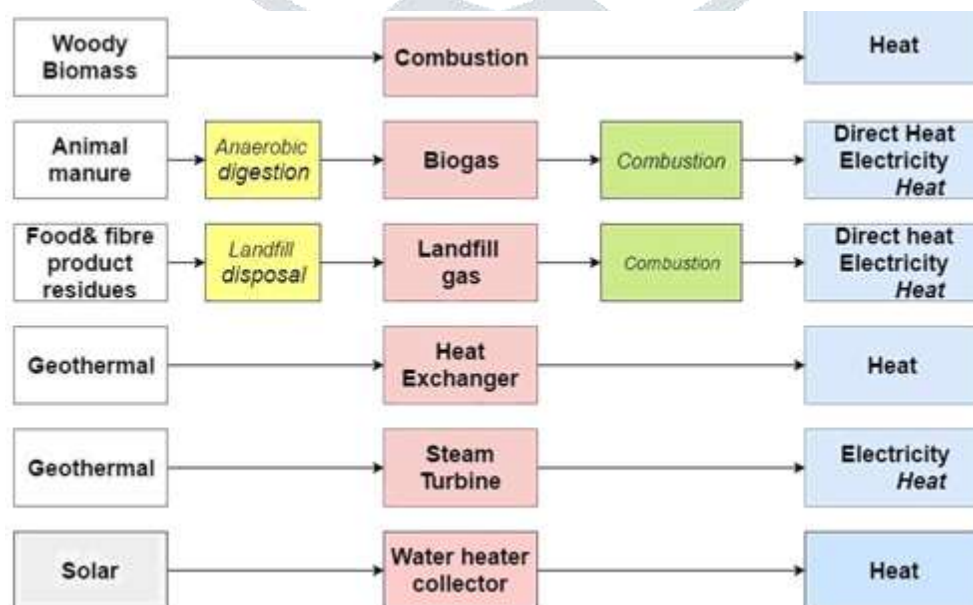 Woody
Biomass
Combustion
Heat
Animal
manure
Anaerobic
digestion
Biogas
Combustion
Direct Heat
Electricity
Heat
Food& fibre
product
residues
Landfill
disposal
Landfill
gas
Combustion
Direct heat
Electricity
Heat
Geothermal
Heat
Exchanger
Heat
Geothermal
Steam
Turbine
Electricity
Heat
Solar
Water heater
collector
Heat